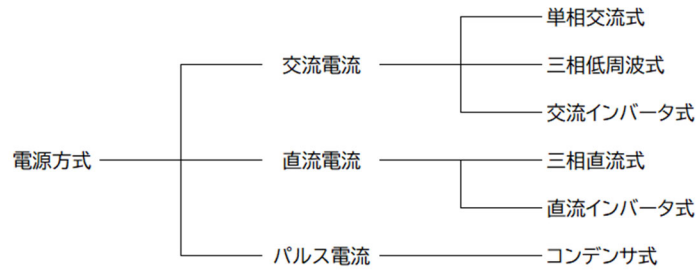 電源方式
交流電流
単相交流式
三相低周波式
交流インバータ式
直流電流
三相直流式
直流インバータ式
パルス電流
コンデンサ式